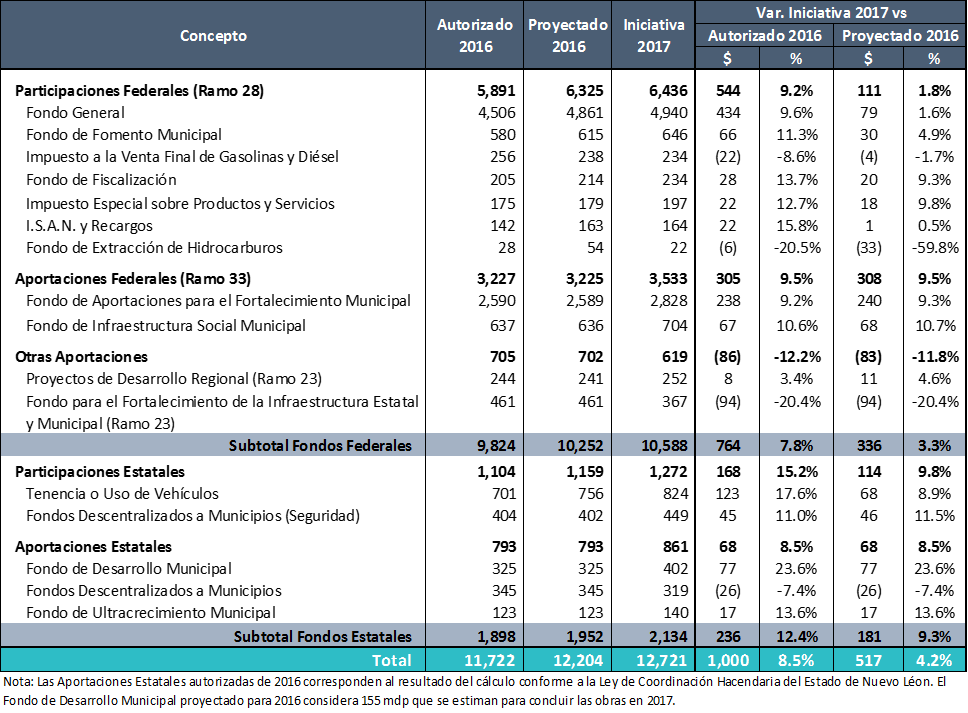 Concepto Autorizado 2016 Proyectado 2016 Iniciativa 2017 Var. Iniciativa 2017 vs
Autorizado 2016 Proyectado 2016
$ % $ %
Participaciones Federales (Ramo 28) 5,891 6,325 6,436 544 9.2% 111 1.8%
Fondo General 4,506 4,861 4,940 434 9.6% 79 1.6%
Fondo de Fomento Municipal 580 615 646 66 11.3% 30 4.9%
Impuesto a la Venta Final de Gasolinas y Diésel 256 238 234 (22) -8.6% (4) -1.7%
Fondo de Fiscalización 205 214 234 28 13.7% 20 9.3%
Impuesto Especial sobre Productos y Servicios 175 179 197 22 12.7% 18 9.8%
I.S.A.N. y Recargos 142 163 164 22 15.8% 1 0.5%
Fondo de Extracción de Hidrocarburos 28 54 22 (6) -20.5% (33) -59.8%
Aportaciones Federales (Ramo 33) 3,227 3,225 3,533 305 9.5% 308 9.5%
Fondo de Aportaciones para el Fortalecimiento Municipal 2,590 2,589 2,828 238 9.2% 240 9.3%
Fondo de Infraestructura Social Municipal 637 636 704 67 10.6% 68 10.7%
Otras Aportaciones 705 702 619 (86) -12.2% (83) -11.8%
Proyectos de Desarrollo Regional (Ramo 23) 244 241 252 8 3.4% 11 4.6%
Fondo para el Fortalecimiento de la Infraestructura Estatal 461 461 367 (94) -20.4% (94) -20.4%
y Municipal (Ramo 23)
Subtotal Fondos Federales 9,824 10,252 10,588 764 7.8% 336 3.3%
Participaciones Estatales 1,104 1,159 1,272 168 15.2% 114 9.8%
Tenencia o Uso de Vehículos 701 756 824 123 17.6% 68 8.9%
Fondos Descentralizados a Municipios (Seguridad) 404 402 449 45 11.0% 46 11.5%
Aportaciones Estatales 793 793 861 68 8.5% 68 8.5%
Fondo de Desarrollo Municipal 325 325 402 77 23.6% 77 23.6%
Fondos Descentralizados a Municipios 345 345 319 (26) -7.4% (26) -7.4%
Fondo de Ultracrecimiento Municipal 123 123 140 17 13.6% 17 13.6%
Subtotal Fondos Estatales 1,898 1,952 2,134 236 12.4% 181 9.3%
Total 11,722 12,204 12,721 1,000 8.5% 517 4.2%
Nota: Las Aportaciones Estatales autorizadas de 2016 corresponden al resultado del cálculo conforme a la Ley de Coordinación Hacendaria del Estado de Nuevo Léon. El
Fondo de Desarrollo Municipal proyectado para 2016 considera 155 mdp que se estiman para concluir las obras en 2017.